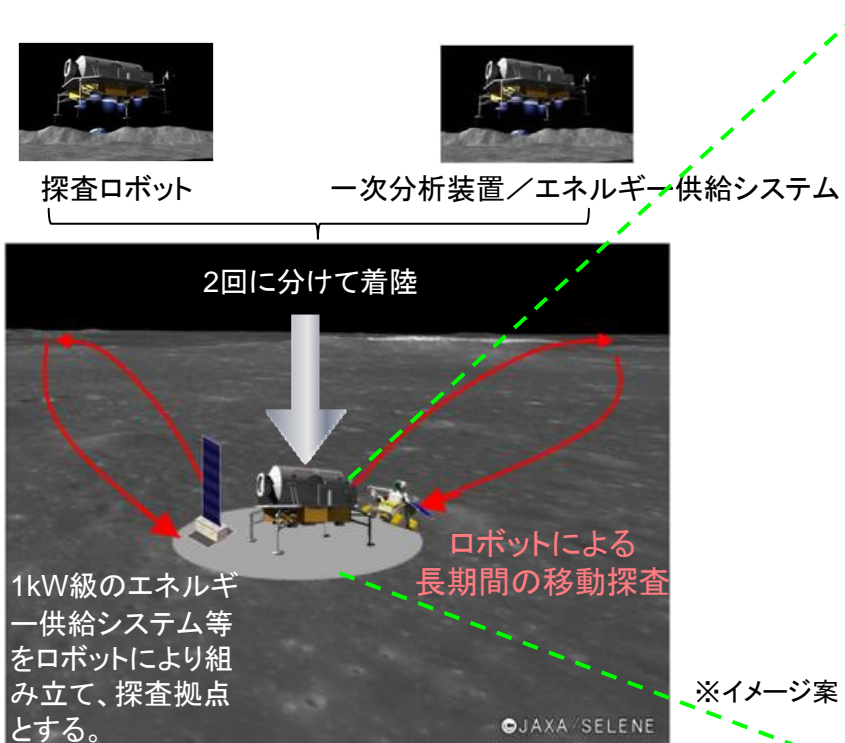 探査ロボット
一次分析装置／エネルギー供給システム
2回に分けて着陸
ロボットによる
長期間の移動探査
1kW級のエネルギ
ー供給システム等
をロボットにより組
み立て、探査拠点
とする。
※イメージ案
©JAXA/SELENE